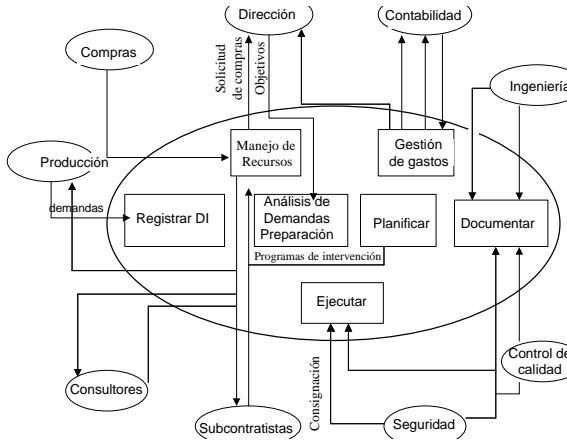 Dirección
Contabilidad
Compras
Solicitud
de compras
Objetivos
Ingeniería
Manejo de
Recursos
Gestión
de gastos
Producción
demandas
Registrar DI
Análisis de
Demandas
Preparación
Planificar
Documentar
Programas de intervención
Ejecutar
Consignación
Control de
calidad
Consultores
Subcontratistas
Seguridad